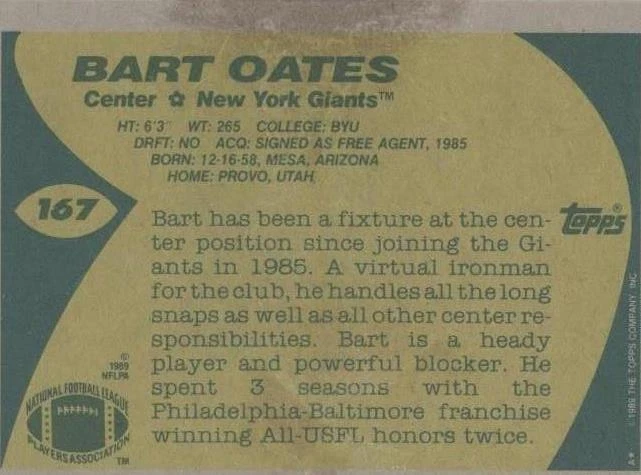 BART OATES
Center ✩ New York Giants™
HT: 6'3" WT: 265 COLLEGE: BYU
DRFT: NO ACQ: SIGNED AS FREE AGENT, 1985
BORN: 12-16-58, MESA, ARIZONA
HOME: PROVO, UTAH
167
Topps®
Bart has been a fixture at the cen-
ter position since joining the Gi-
ants in 1985. A virtual ironman
for the club, he handles all the long
snaps as well as all other center re-
sponsibilities. Bart is a heady
player and powerful blocker. He
spent 3 seasons with the
Philadelphia-Baltimore franchise
winning All-USFL honors twice.
©
1989
NFLPA
NATIONAL FOOTBALL LEAGUE
PLAYERS ASSOCIATION
TM
A* © 1989 THE TOPPS COMPANY, INC.